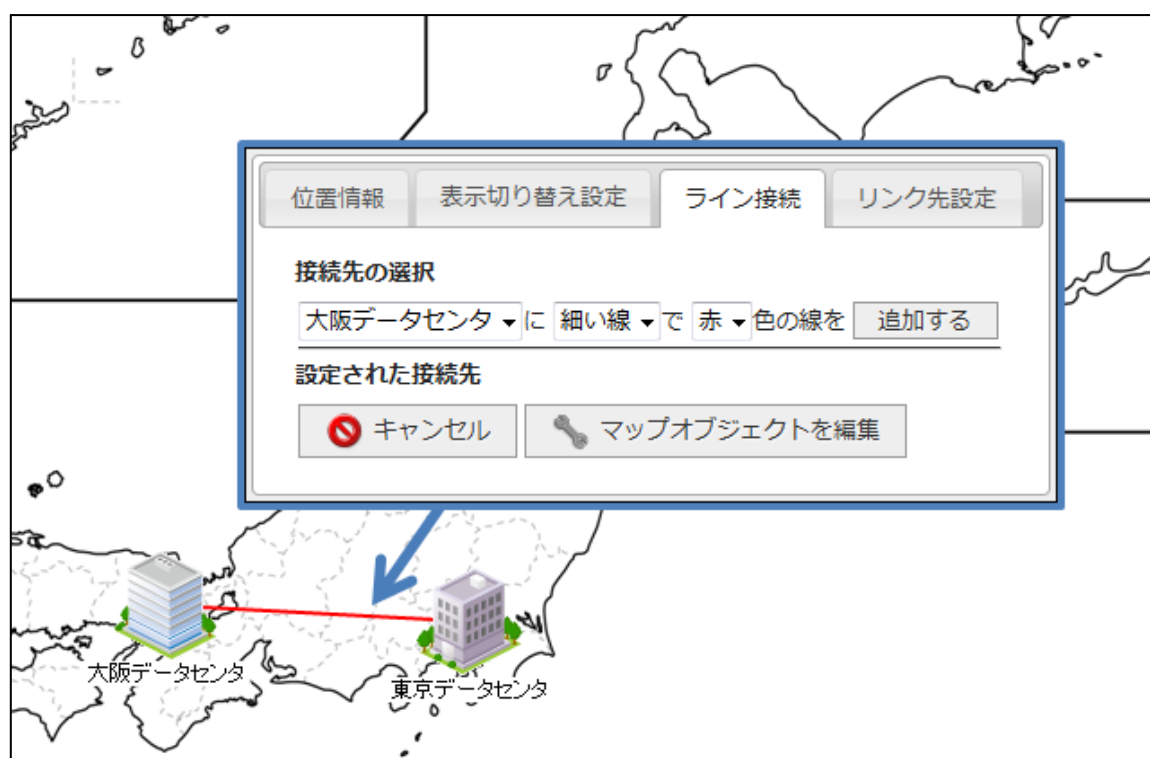 位置情報 表示切り替え設定 ライン接続 リンク先設定
接続先の選択
大阪データセンタ に 細い線 で 赤 色の線を 追加する
設定された接続先
キャンセル マップオブジェクトを編集
大阪データセンタ
東京データセンタ